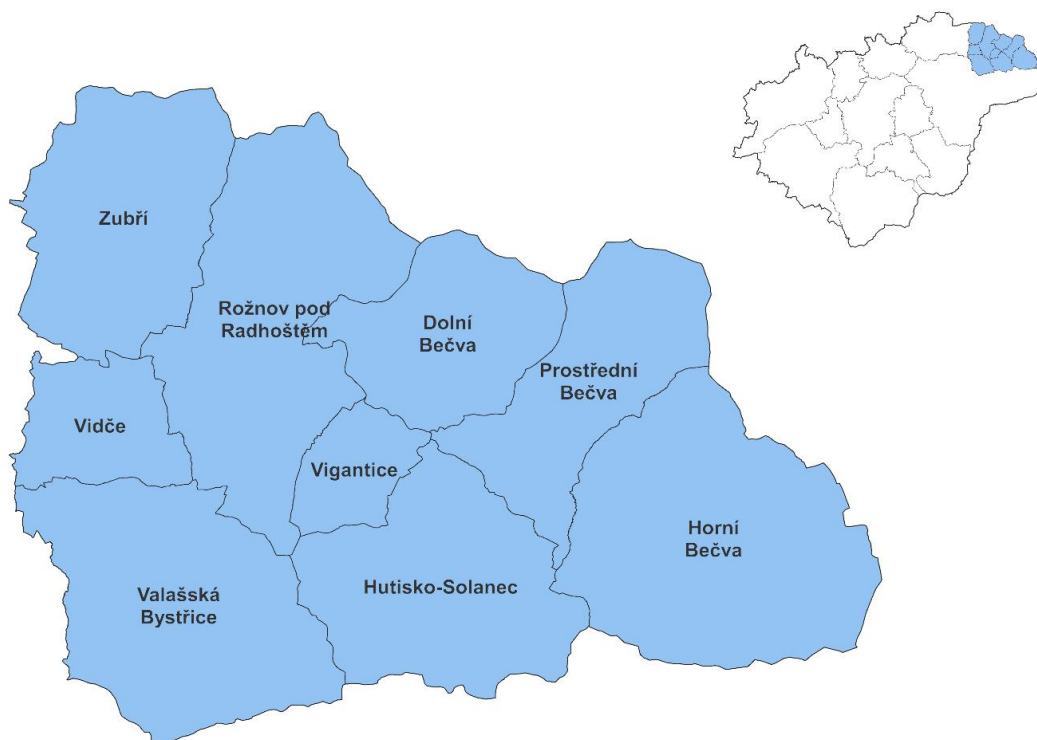 Zubří
Rožnov pod
Radhoštěm
Dolní
Bečva
Prostřední
Bečva
Vidče
Vigantice
Horní
Bečva
Valašská
Bystřice
Hutisko-Solanec